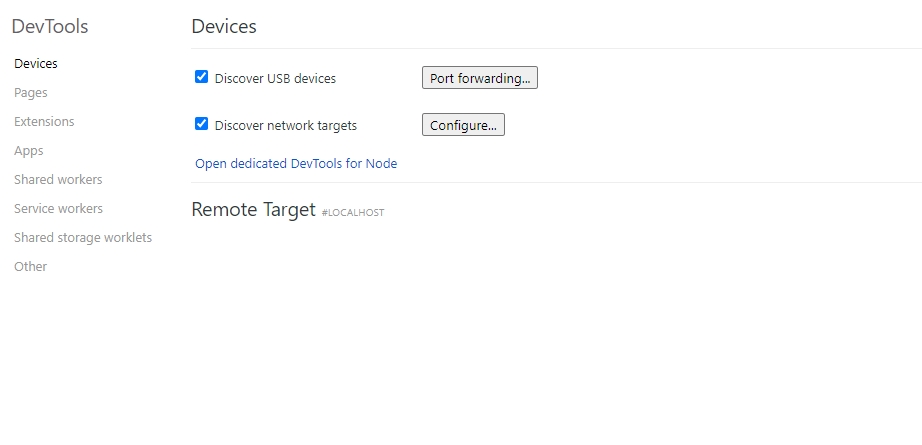 DevTools
Devices
Pages
Extensions
Apps
Shared workers
Service workers
Shared storage worklets
Other
Devices
Discover USB devices
Port forwarding...
Discover network targets
Configure...
Open dedicated DevTools for Node
Remote Target #LOCALHOST